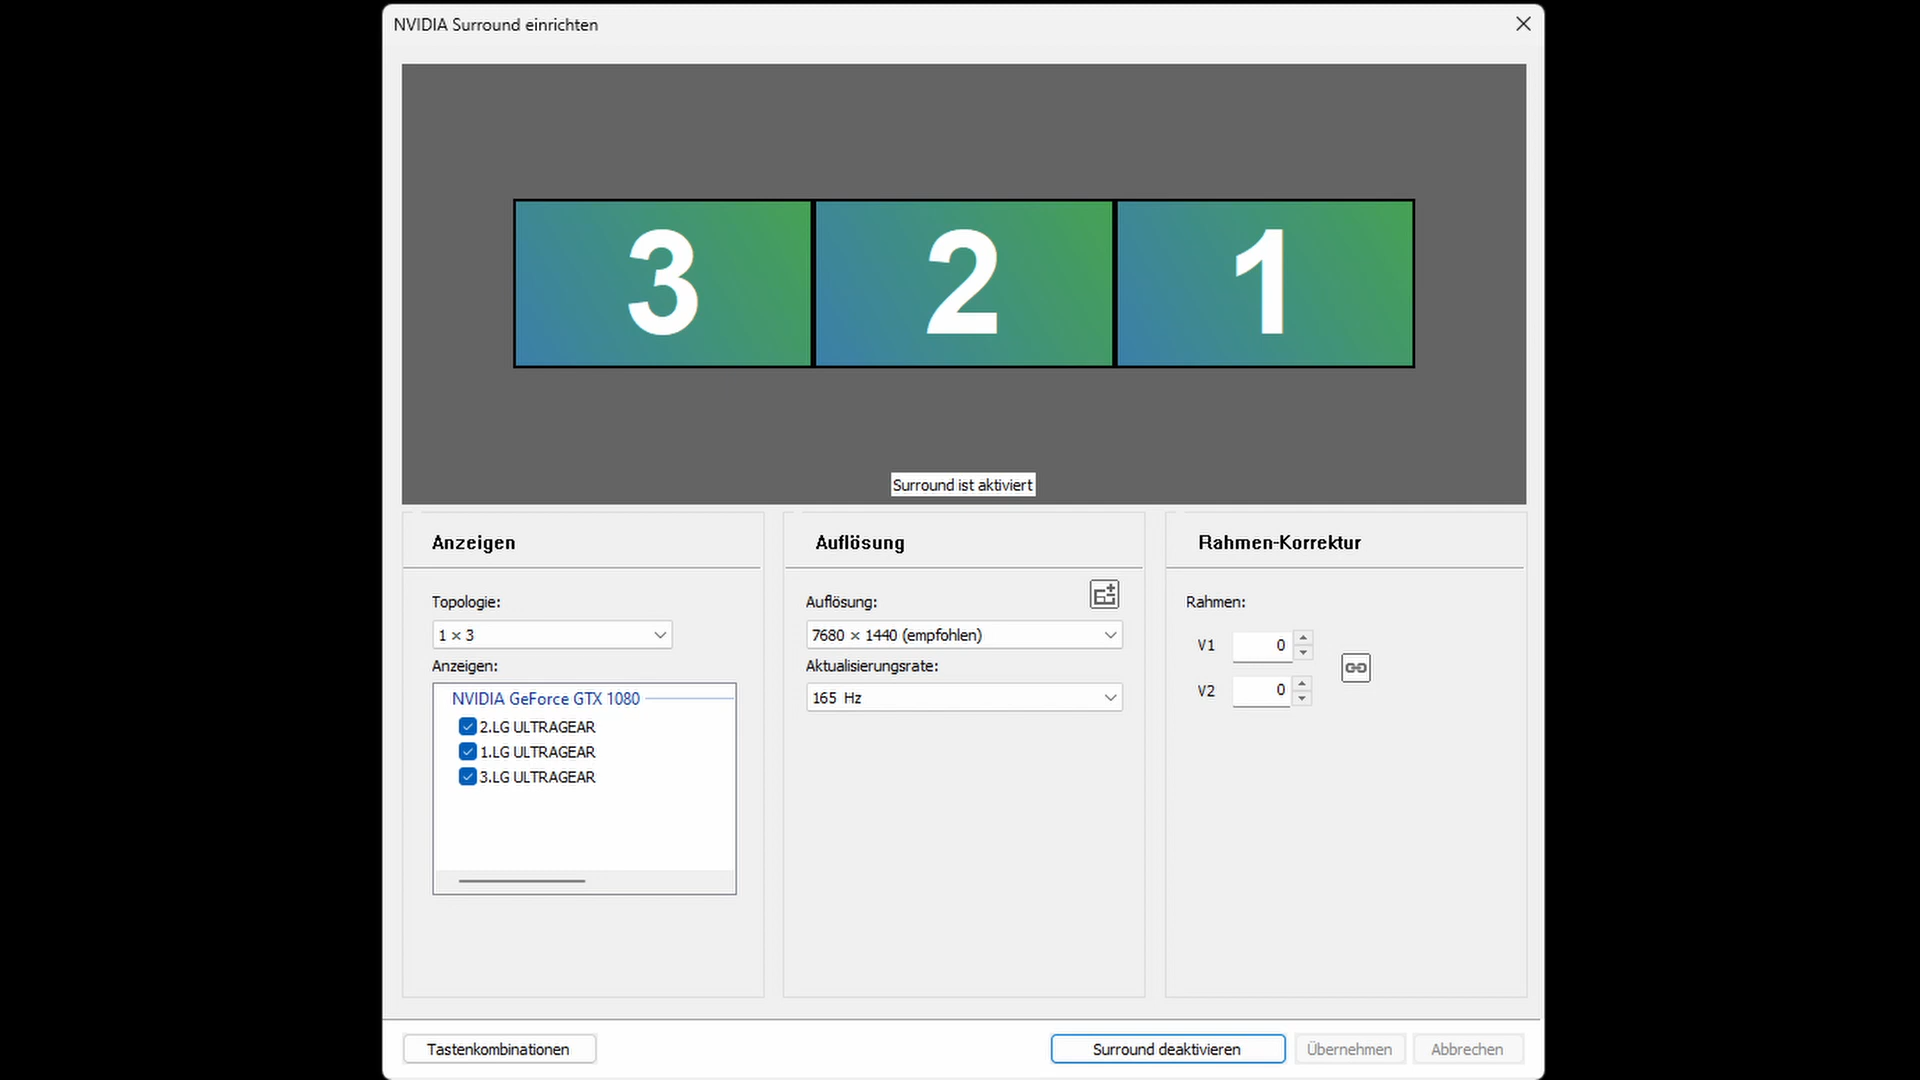 NVIDIA Surround einrichten
3 2 1
Surround ist aktiviert
Anzeigen
Topologie:
1 × 3
Anzeigen:
NVIDIA GeForce GTX 1080
2.LG ULTRAGEAR
1.LG ULTRAGEAR
3.LG ULTRAGEAR
Auflösung
Auflösung:
7680 × 1440 (empfohlen)
Aktualisierungsrate:
165 Hz
Rahmen-Korrektur
Rahmen:
V1 0
V2 0
Tastenkombinationen
Surround deaktivieren
Übernehmen
Abbrechen